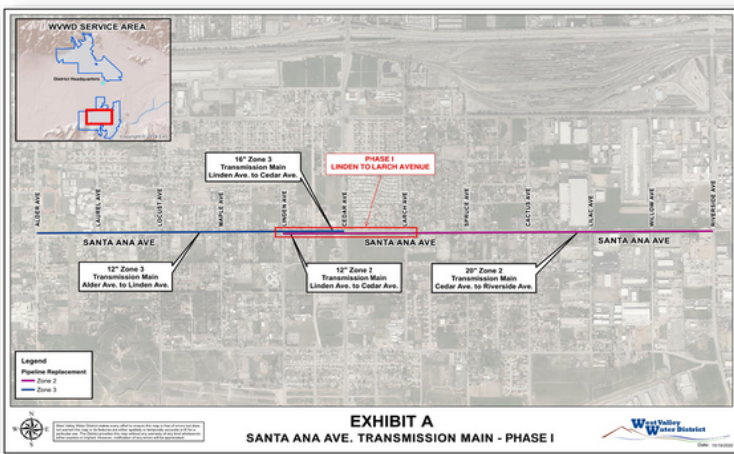 WVWD SERVICE AREA
District Headquarters
16" Zone 3
Transmission Main
Linden Ave. to Cedar Ave.
PHASE I
LINDEN TO LARCH AVENUE
ALDER AVE
LAUREL AVE
LOCUST AVE
MAPLE AVE
LINDEN AVE
CEDAR AVE
LARCH AVE
SPRUCE AVE
CACTUS AVE
LILAC AVE
WILLOW AVE
RIVERSIDE AVE
SANTA ANA AVE
SANTA ANA AVE
SANTA ANA AVE
12" Zone 3
Transmission Main
Alder Ave. to Linden Ave.
12" Zone 2
Transmission Main
Linden Ave. to Cedar Ave.
20" Zone 2
Transmission Main
Cedar Ave. to Riverside Ave.
Legend
Pipeline Replacement
Zone 2
Zone 3
N
W
E
S
EXHIBIT A
SANTA ANA AVE. TRANSMISSION MAIN - PHASE I
West Valley
Water District